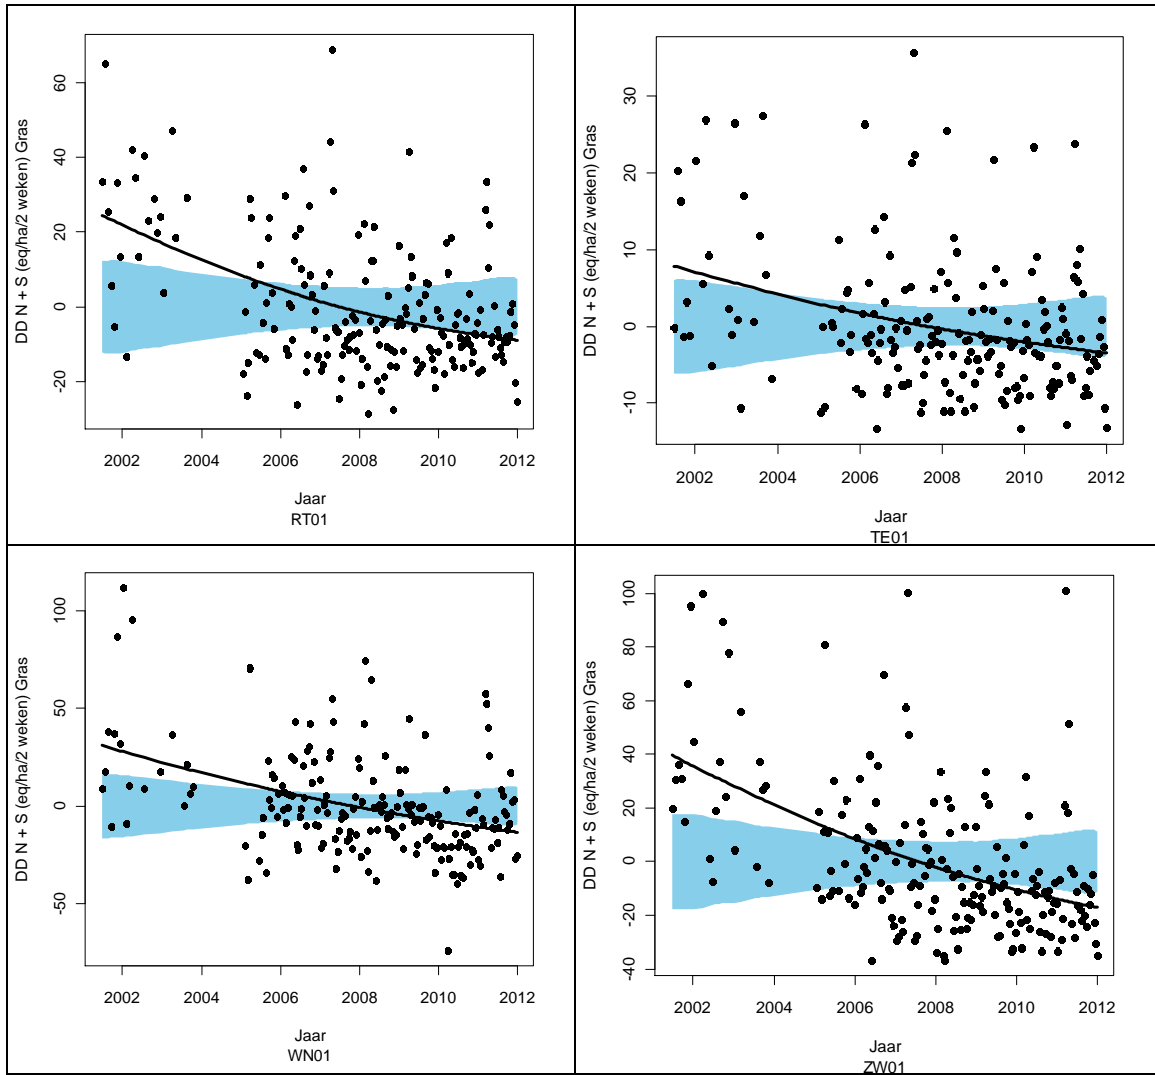 DD N + S (eq/ha/2 weken) Gras
60
40
20
0
-20
2002 2004 2006 2008 2010 2012
Jaar
RT01
DD N + S (eq/ha/2 weken) Gras
30
20
10
0
-10
2002 2004 2006 2008 2010 2012
Jaar
TE01
DD N + S (eq/ha/2 weken) Gras
100
50
0
-50
2002 2004 2006 2008 2010 2012
Jaar
WN01
DD N + S (eq/ha/2 weken) Gras
100
80
60
40
20
0
-20
-40
2002 2004 2006 2008 2010 2012
Jaar
ZW01